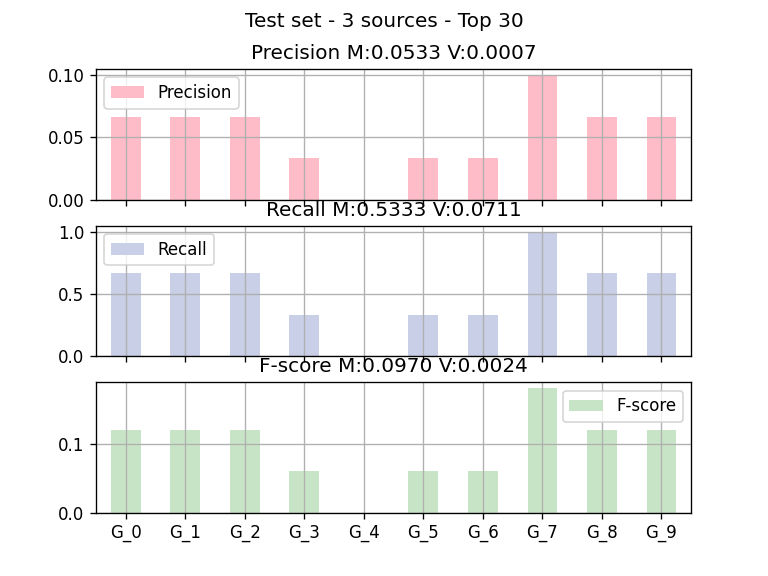 Test set - 3 sources - Top 30
Precision M:0.0533 V:0.0007
0.10
0.05
0.00
Precision
Recall M:0.5333 V:0.0711
1.0
0.5
0.0
Recall
F-score M:0.0970 V:0.0024
0.1
0.0
F-score
G_0 G_1 G_2 G_3 G_4 G_5 G_6 G_7 G_8 G_9